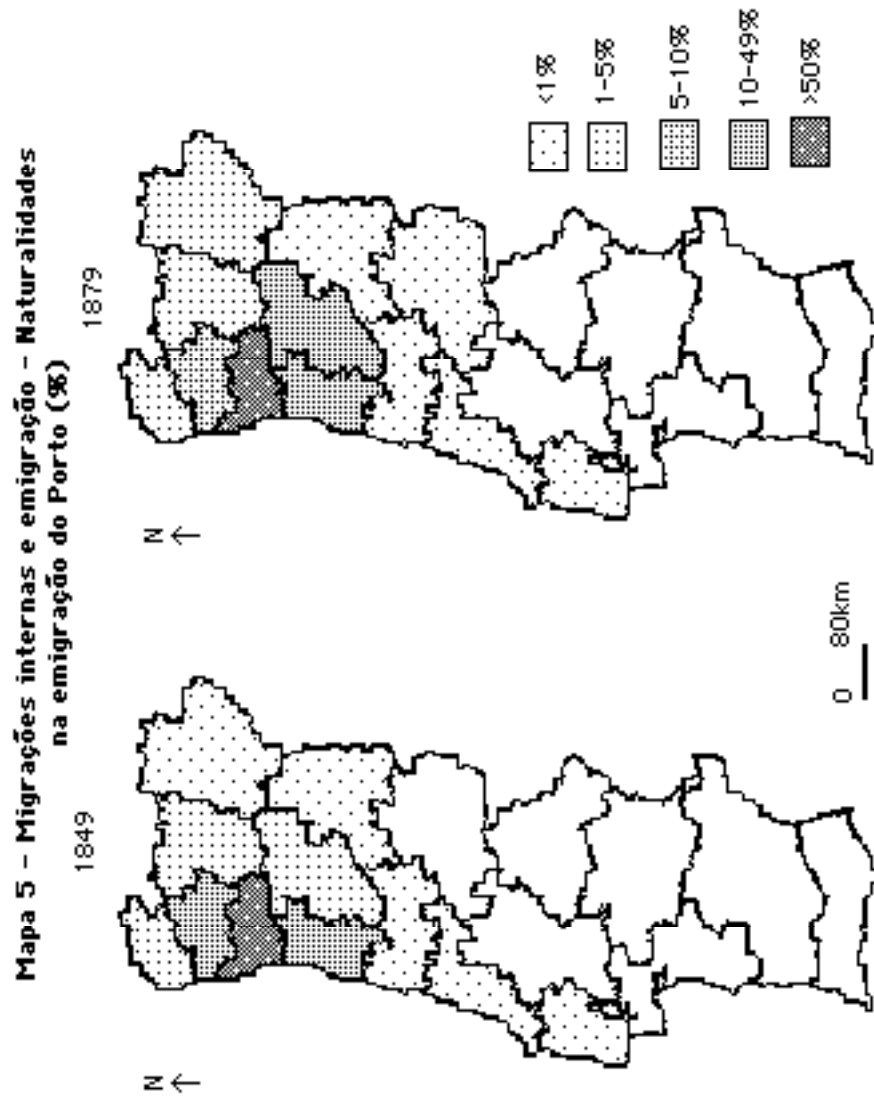 Mapa 5 - Migrações internas e emigração - Naturalidades
na emigração do Porto (%)
1849
1879
N
N
<1%
1-5%
5-10%
10-49%
>50%
0 80km